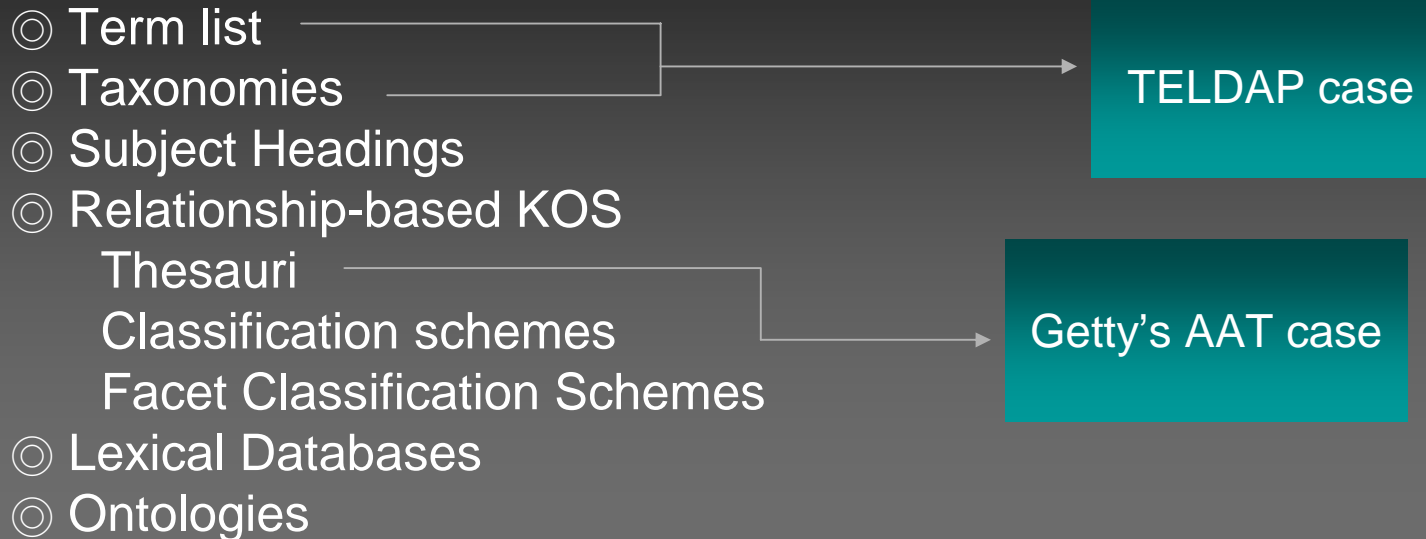 ◎ Term list
◎ Taxonomies
◎ Subject Headings
◎ Relationship-based KOS
Thesauri
Classification schemes
Facet Classification Schemes
◎ Lexical Databases
◎ Ontologies
TELDAP case
Getty’s AAT case